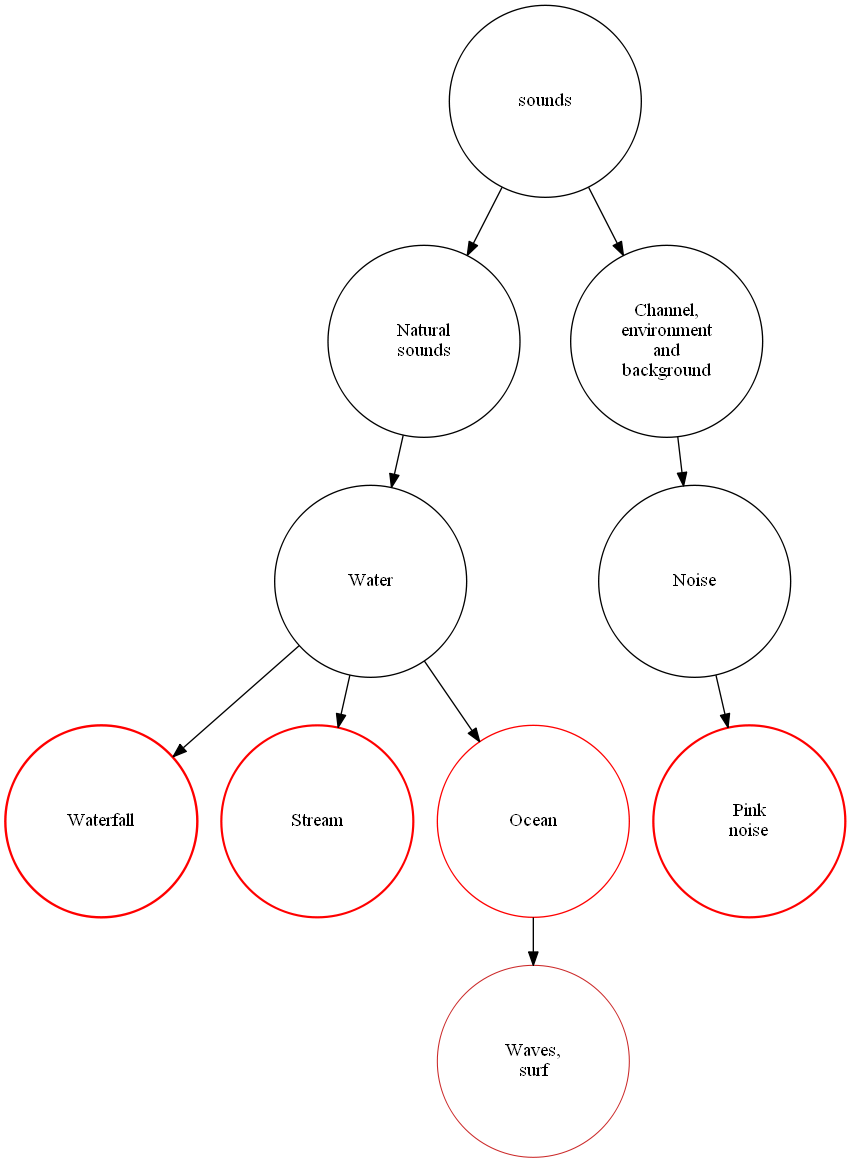 sounds
Natural
sounds
Channel,
environment
and
background
Water
Noise
Waterfall
Stream
Ocean
Pink
noise
Waves,
surf